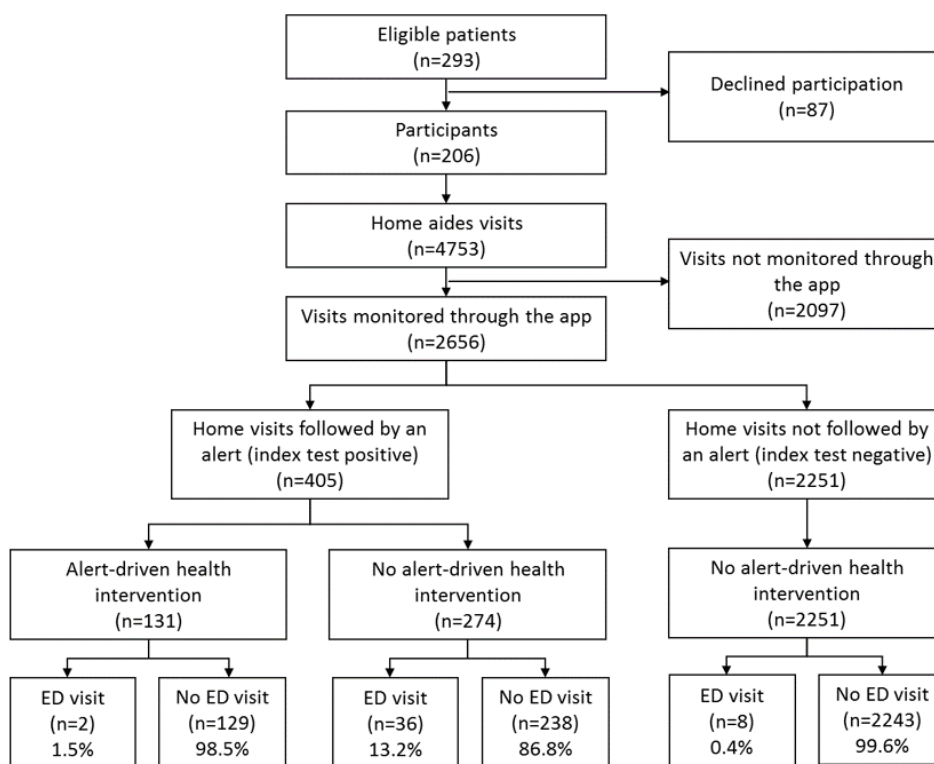 Eligible patients
(n=293)
Declined participation
(n=87)
Participants
(n=206)
Home aides visits
(n=4753)
Visits not monitored through
the app
(n=2097)
Visits monitored through the app
(n=2656)
Home visits followed by an
alert (index test positive)
(n=405)
Home visits not followed by
an alert (index test negative)
(n=2251)
Alert-driven health
intervention
(n=131)
No alert-driven health
intervention
(n=274)
No alert-driven health
intervention
(n=2251)
ED visit
(n=2)
1.5%
No ED visit
(n=129)
98.5%
ED visit
(n=36)
13.2%
No ED visit
(n=238)
86.8%
ED visit
(n=8)
0.4%
No ED visit
(n=2243)
99.6%